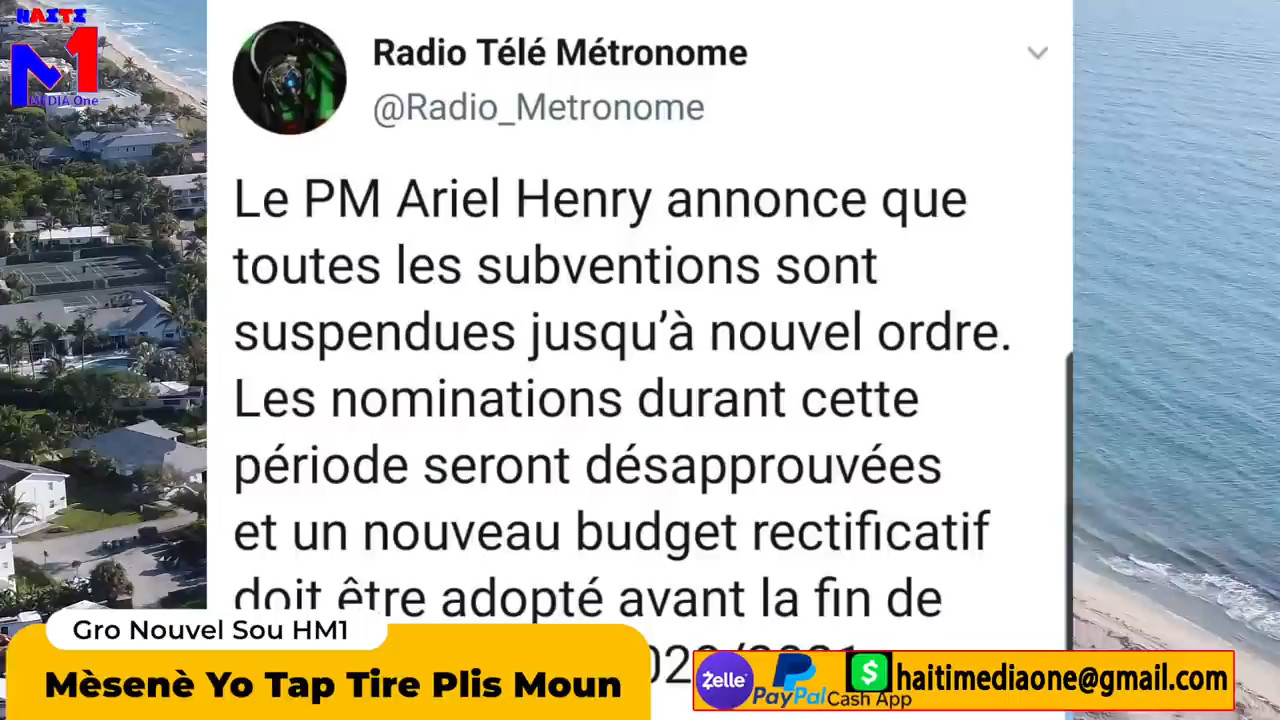 HAITI
M1
MEDIA One
Radio Télé Métronome
@Radio_Metronome
Le PM Ariel Henry annonce que
toutes les subventions sont
suspendues jusqu’à nouvel ordre.
Les nominations durant cette
période seront désapprouvées
et un nouveau budget rectificatif
doit être adopté avant la fin de
Gro Nouvel Sou HM1
Mèsenè Yo Tap Tire Plis Moun
Zelle
PayPal
$
Cash App
haitimediaone@gmail.com